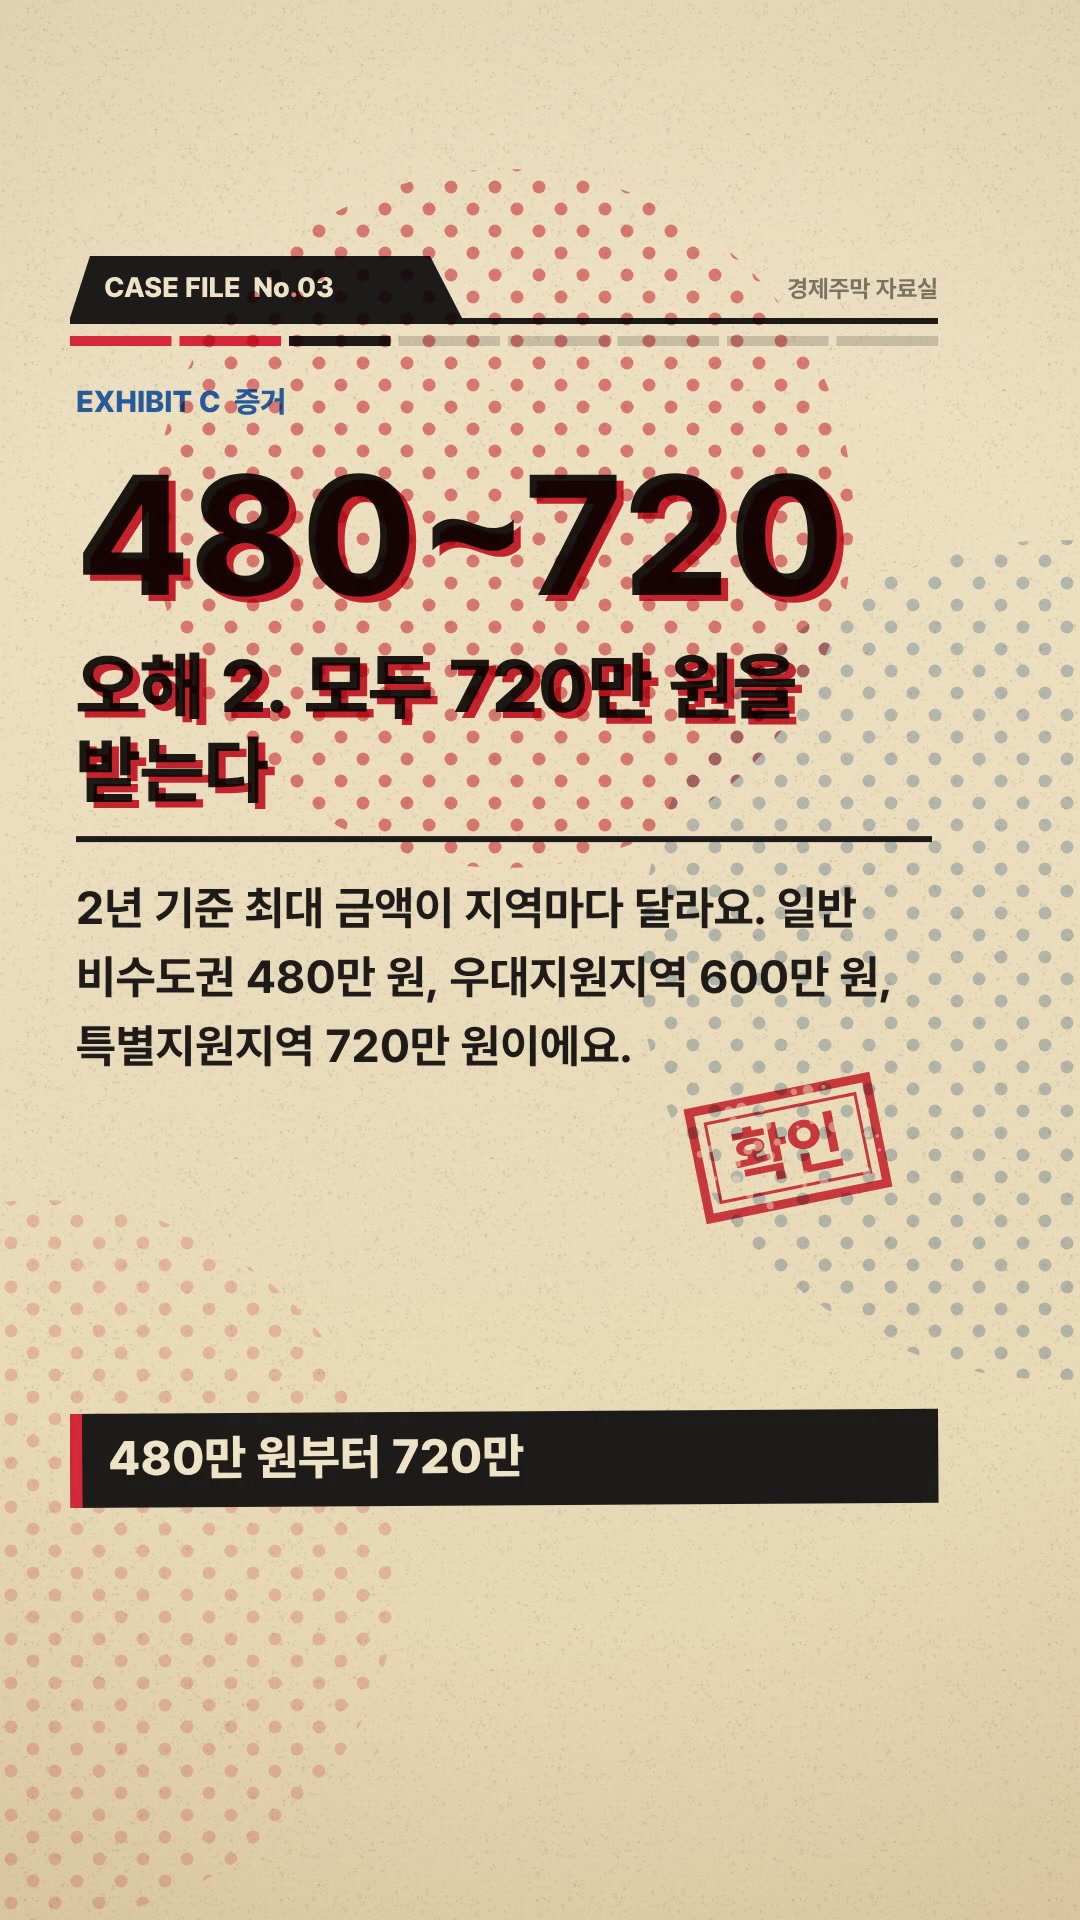 CASE FILE No.03
경제주막 자료실
EXHIBIT C 증거
480~720
오해 2. 모두 720만 원을
받는다
2년 기준 최대 금액이 지역마다 달라요. 일반
비수도권 480만 원, 우대지원지역 600만 원,
특별지원지역 720만 원이에요.
확인
480만 원부터 720만